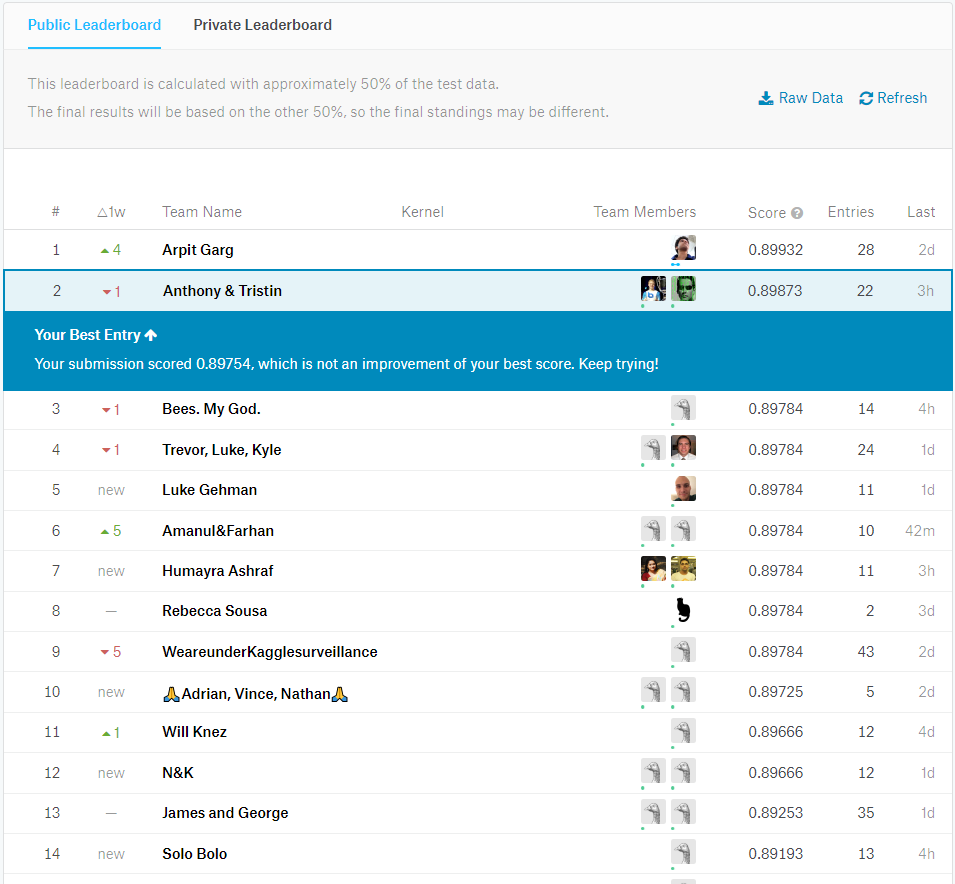 Public Leaderboard Private Leaderboard
This leaderboard is calculated with approximately 50% of the test data.
The final results will be based on the other 50%, so the final standings may be different.
Raw Data Refresh
# △1w Team Name Kernel Team Members Score ? Entries Last
1 4 Arpit Garg 0.89932 28 2d
2 1 Anthony & Tristin 0.89873 22 3h
Your Best Entry
Your submission scored 0.89754, which is not an improvement of your best score. Keep trying!
3 1 Bees. My God. 0.89784 14 4h
4 1 Trevor, Luke, Kyle 0.89784 24 1d
5 new Luke Gehman 0.89784 11 1d
6 5 Amanul&Farhan 0.89784 10 42m
7 new Humayra Ashraf 0.89784 11 3h
8 — Rebecca Sousa 0.89784 2 3d
9 5 WeareunderKagglesurveillance 0.89784 43 2d
10 new 🙏Adrian, Vince, Nathan🙏 0.89725 5 2d
11 1 Will Knez 0.89666 12 4d
12 new N&K 0.89666 12 1d
13 — James and George 0.89253 35 1d
14 new Solo Bolo 0.89193 13 4h